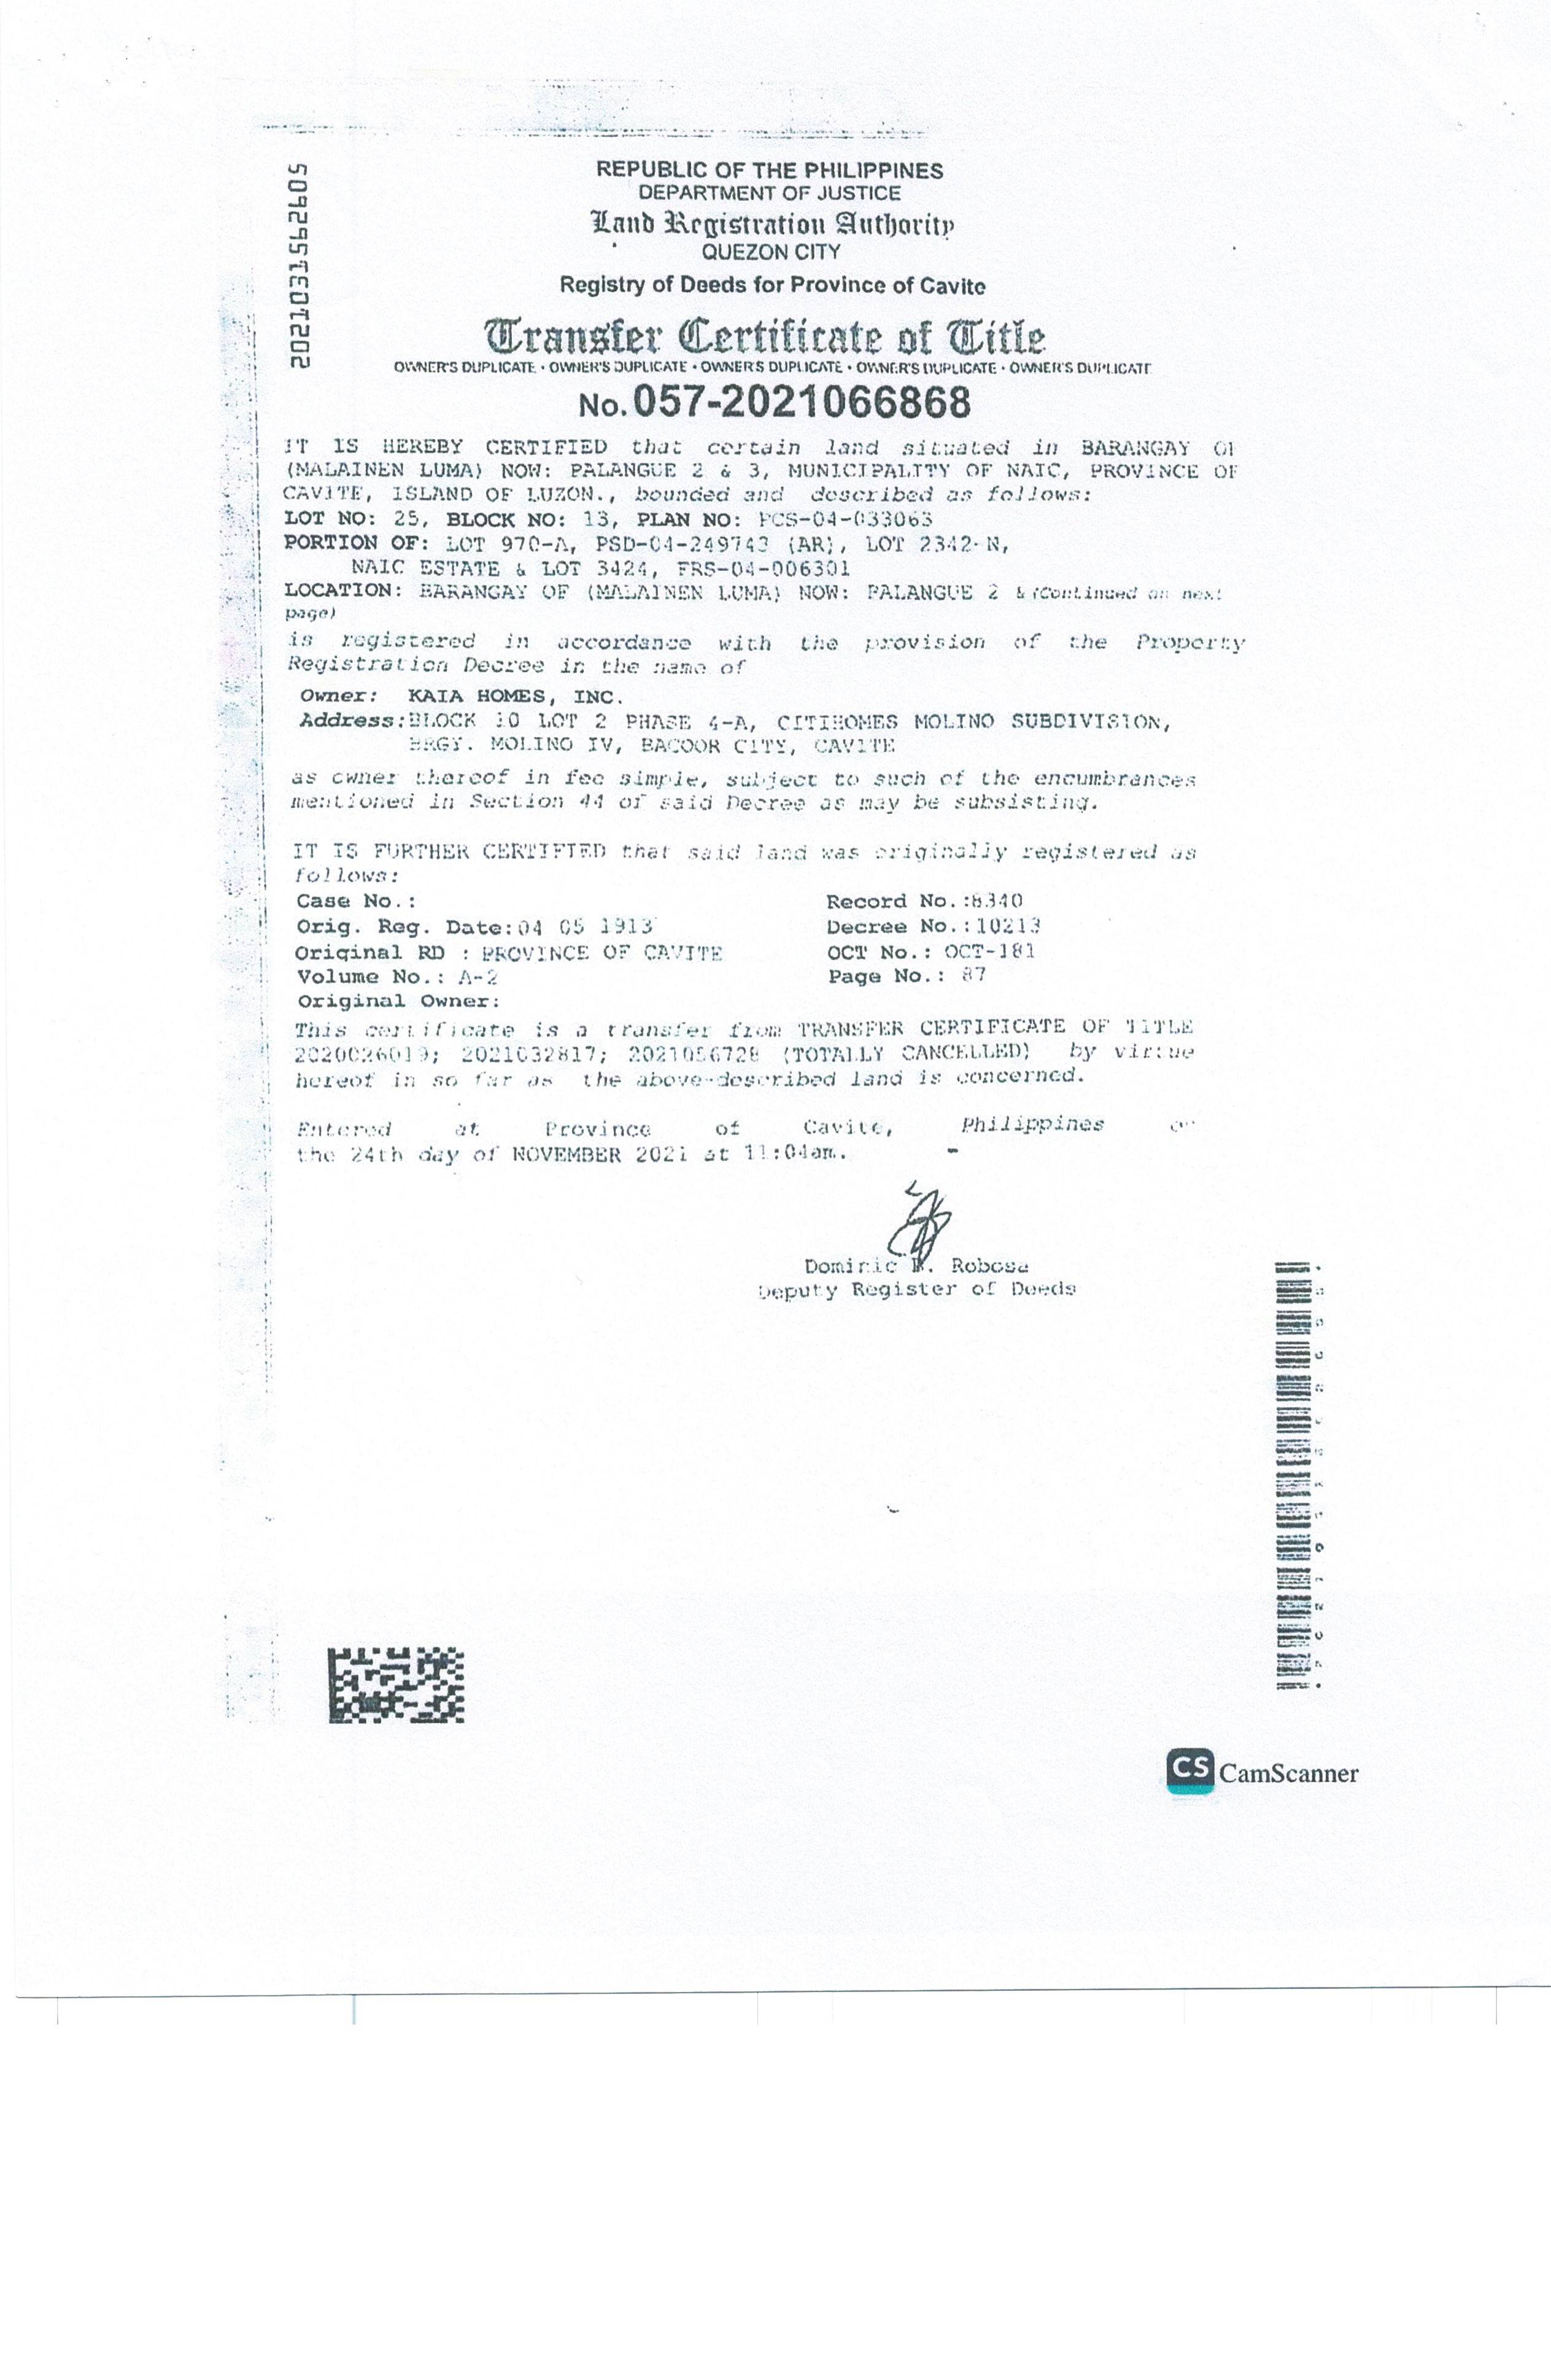 2021031562605
REPUBLIC OF THE PHILIPPINES
DEPARTMENT OF JUSTICE
Land Registration Authority
QUEZON CITY
Registry of Deeds for Province of Cavite
Transfer Certificate of Title
OWNER'S DUPLICATE • OWNER'S DUPLICATE • OWNER'S DUPLICATE • OWNER'S DUPLICATE • OWNER'S DUPLICATE
No. 057-2021066868
IT IS HEREBY CERTIFIED that certain land situated in BARANGAY OF
(MALAINEN LUMA) NOW: PALANGUE 2 & 3, MUNICIPALITY OF NAIC, PROVINCE OF
CAVITE, ISLAND OF LUZON., bounded and described as follows:
LOT NO: 25, BLOCK NO: 13, PLAN NO: PCS-04-033063
PORTION OF: LOT 970-A, PSD-04-249743 (AR), LOT 2342-N,
NAIC ESTATE & LOT 3424, FRS-04-006301
LOCATION: BARANGAY OF (MALAINEN LUMA) NOW: PALANGUE 2 & (Continued on next
page)
is registered in accordance with the provision of the Property
Registration Decree in the name of
Owner: KAIA HOMES, INC.
Address: BLOCK 10 LOT 2 PHASE 4-A, CITIHOMES MOLINO SUBDIVISION,
BRGY. MOLINO IV, BACOOR CITY, CAVITE
as owner thereof in fee simple, subject to such of the encumbrances
mentioned in Section 44 of said Decree as may be subsisting.
IT IS FURTHER CERTIFIED that said land was originally registered as
follows:
Case No.: Record No.:8340
Orig. Reg. Date:04 05 1913 Decree No.:10213
Original RD : PROVINCE OF CAVITE OCT No.: OCT-181
Volume No.: A-2 Page No.: 87
Original Owner:
This certificate is a transfer from TRANSFER CERTIFICATE OF TITLE
2020026019; 2021032817; 2021056728 (TOTALLY CANCELLED) by virtue
hereof in so far as the above-described land is concerned.
Entered at Province of Cavite, Philippines on
the 24th day of NOVEMBER 2021 at 11:04am.
Dominic Robosa
Deputy Register of Deeds
CS CamScanner